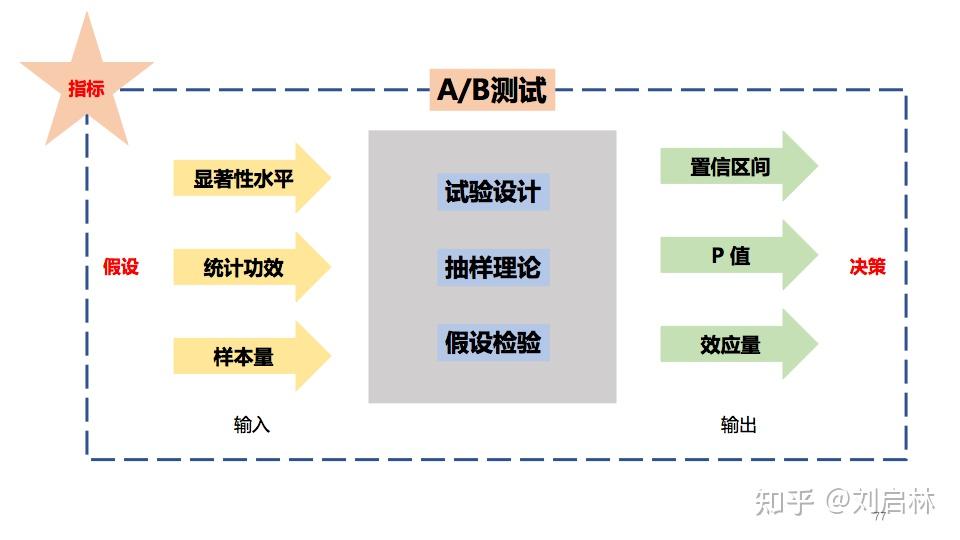 指标
A/B测试
显著性水平
统计功效
样本量
假设
输入
试验设计
抽样理论
假设检验
置信区间
P 值
效应量
决策
输出
知乎 @刘启林
77